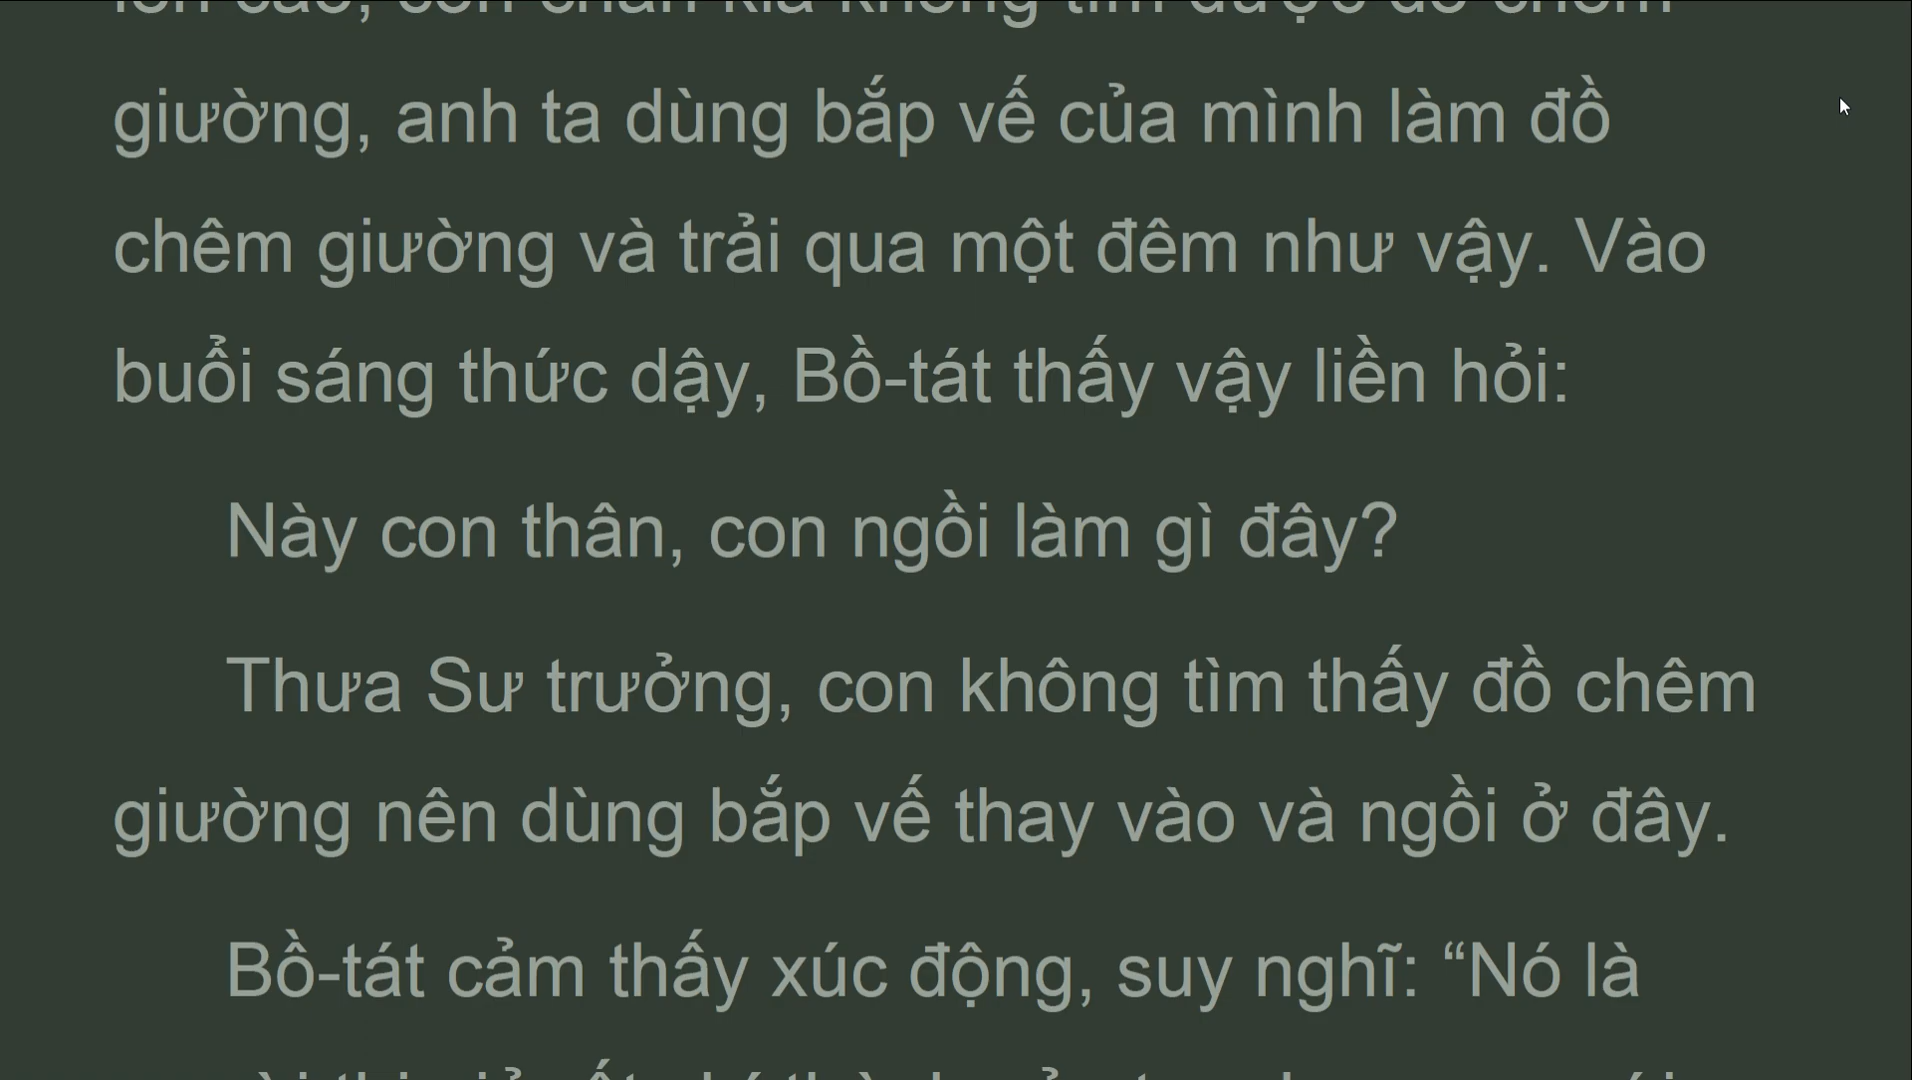 giường, anh ta dùng bắp vế của mình làm đồ
chêm giường và trải qua một đêm như vậy. Vào
buổi sáng thức dậy, Bồ-tát thấy vậy liền hỏi:
Này con thân, con ngồi làm gì đây?
Thưa Sư trưởng, con không tìm thấy đồ chêm
giường nên dùng bắp vế thay vào và ngồi ở đây.
Bồ-tát cảm thấy xúc động, suy nghĩ: “Nó là